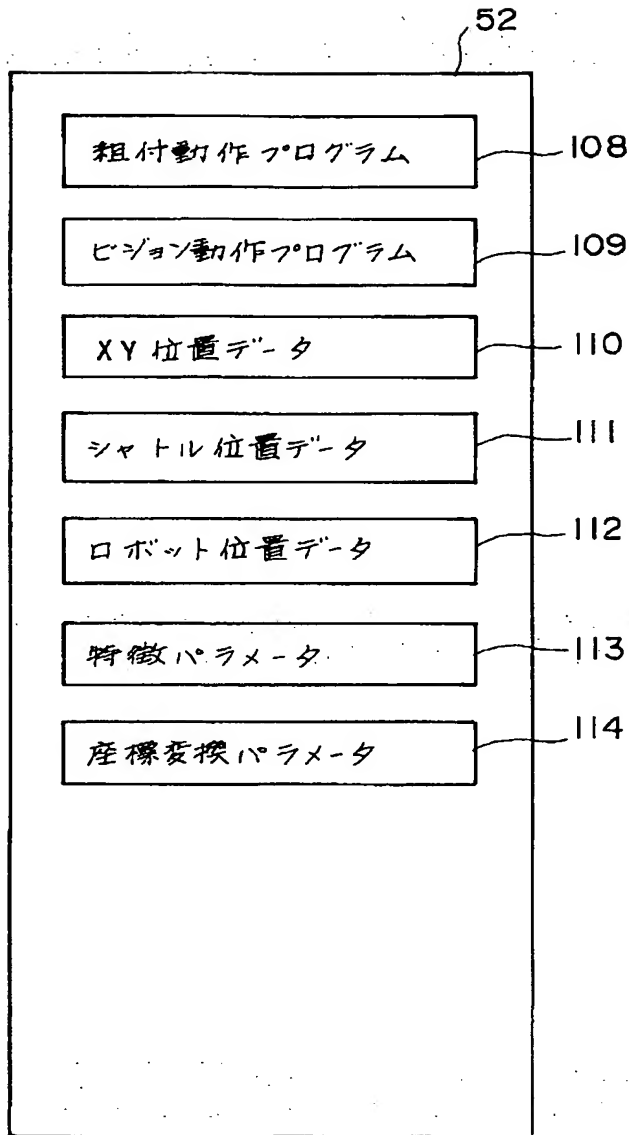 52
組付動作プログラム 108
ビジョン動作プログラム 109
XY位置データ 110
シャトル位置データ 111
ロボット位置データ 112
特徴パラメータ 113
座標変換パラメータ 114